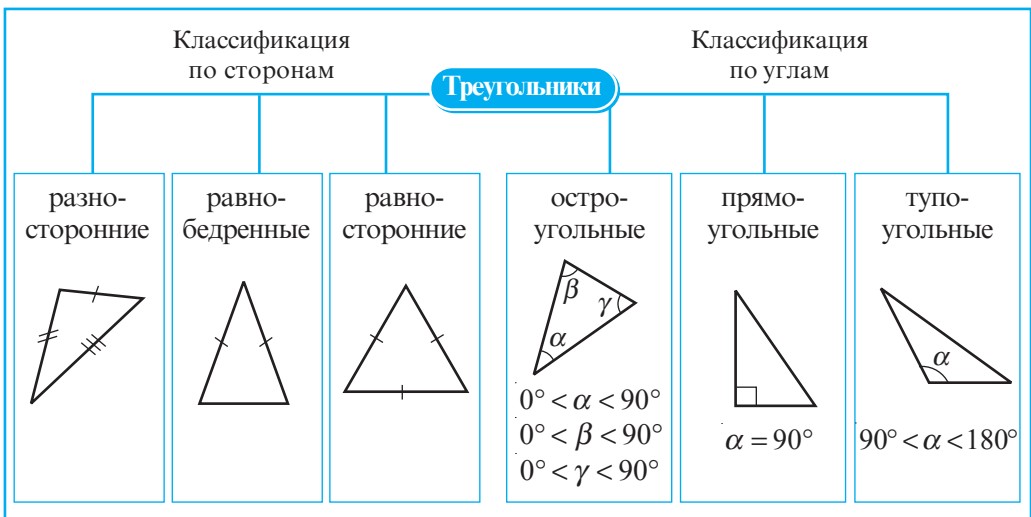 Классификация
по сторонам
Классификация
по углам
Треугольники
разно-
сторонние
равно-
бедренные
равно-
сторонние
остро-
угольные
β
γ
α
0° < α < 90°
0° < β < 90°
0° < γ < 90°
прямо-
угольные
α = 90°
тупо-
угольные
α
90° < α < 180°